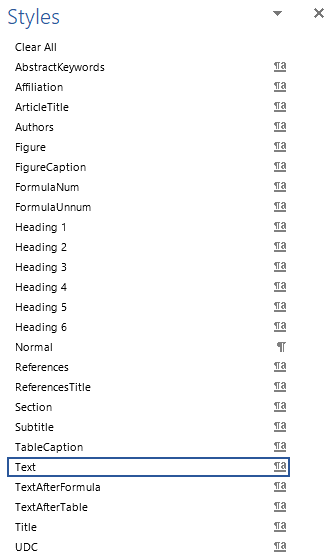 Styles
Clear All
AbstractKeywords ¶a
Affiliation ¶a
ArticleTitle ¶a
Authors ¶a
Figure ¶a
FigureCaption ¶a
FormulaNum ¶a
FormulaUnnum ¶a
Heading 1 ¶a
Heading 2 ¶a
Heading 3 ¶a
Heading 4 ¶a
Heading 5 ¶a
Heading 6 ¶a
Normal ¶
References ¶a
ReferencesTitle ¶a
Section ¶a
Subtitle ¶a
TableCaption ¶a
Text ¶a
TextAfterFormula ¶a
TextAfterTable ¶a
Title ¶a
UDC ¶a